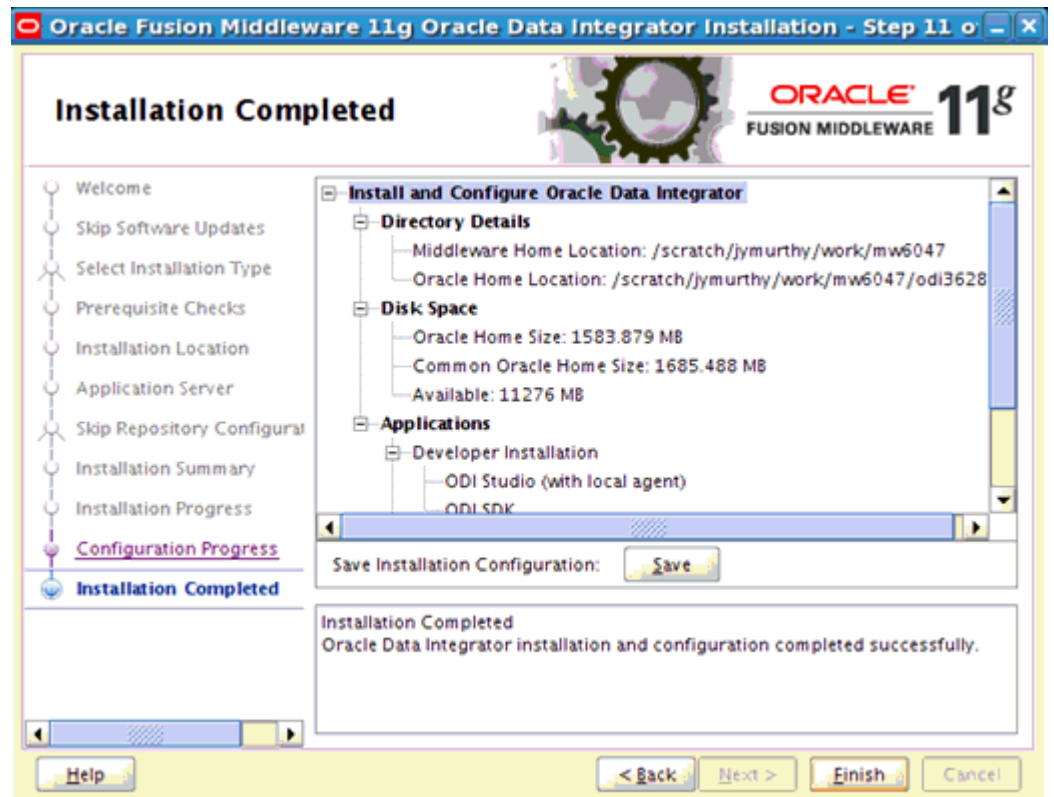 Oracle Fusion Middleware 11g Oracle Data Integrator Installation - Step 11 o
Installation Completed
ORACLE
FUSION MIDDLEWARE 11g
Welcome
Skip Software Updates
Select Installation Type
Prerequisite Checks
Installation Location
Application Server
Skip Repository Configurat
Installation Summary
Installation Progress
Configuration Progress
Installation Completed
Install and Configure Oracle Data Integrator
Directory Details
Middleware Home Location: /scratch/jymurthy/work/mw6047
Oracle Home Location: /scratch/jymurthy/work/mw6047/odi3628
Disk Space
Oracle Home Size: 1583.879 MB
Common Oracle Home Size: 1685.488 MB
Available: 11276 MB
Applications
Developer Installation
ODI Studio (with local agent)
ODI SDK
Save Installation Configuration: Save
Installation Completed
Oracle Data Integrator installation and configuration completed successfully.
Help < Back Next > Finish Cancel